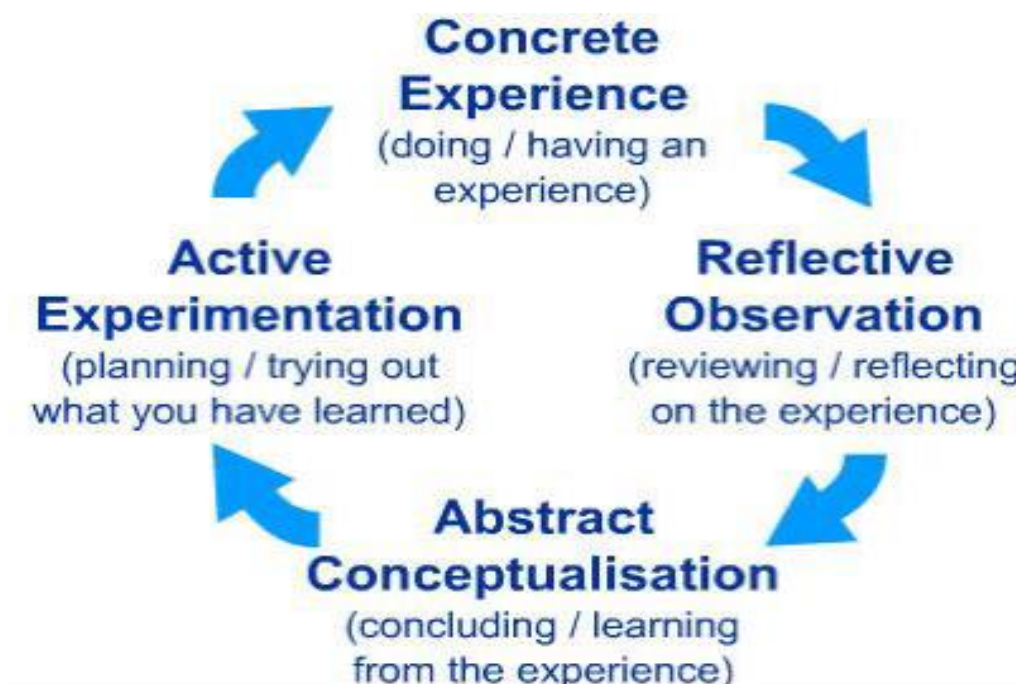 Concrete
Experience
(doing / having an
experience)
Reflective
Observation
(reviewing / reflecting
on the experience)
Abstract
Conceptualisation
(concluding / learning
from the experience)
Active
Experimentation
(planning / trying out
what you have learned)